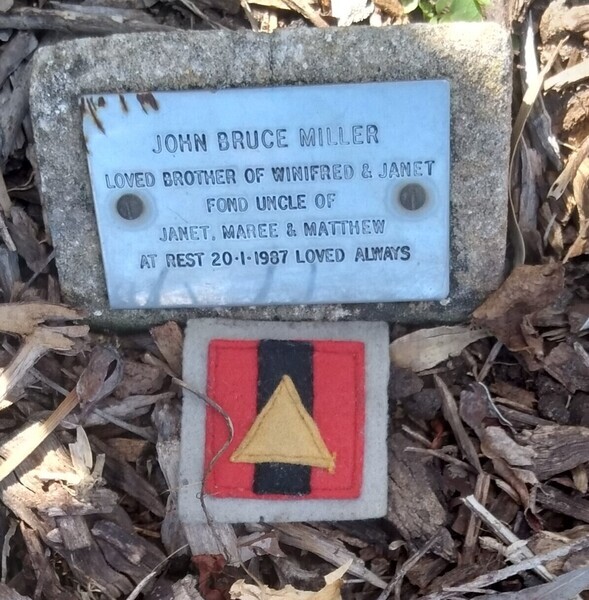 JOHN BRUCE MILLER
LOVED BROTHER OF WINIFRED & JANET
FOND UNCLE OF
JANET, MAREE & MATTHEW
AT REST 20-1-1987 LOVED ALWAYS